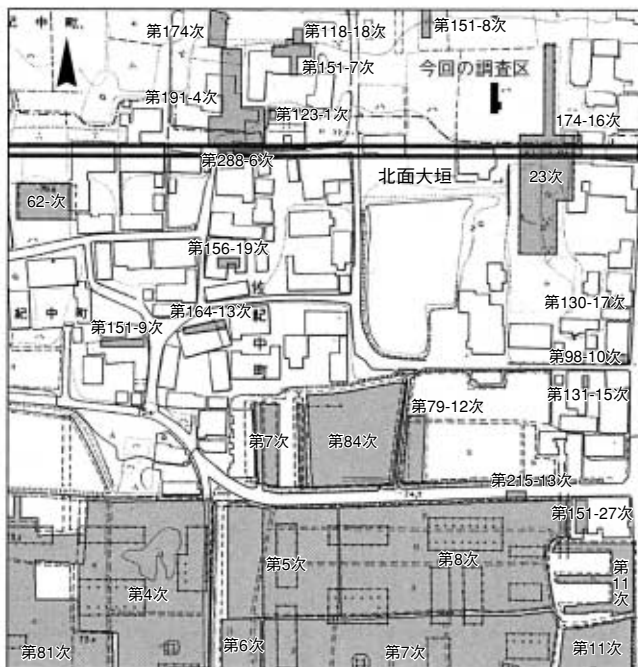 第174次
第118-18次
第151-8次
紀中町
第151-7次
今回の調査区
第191-4次
第123-1次
174-16次
第288-6次
北面大垣
23次
62-次
第156-19次
佐紀中町
第130-17次
第164-13次
紀中町
第151-9次
第98-10次
第131-15次
第79-12次
第7次
第84次
第215-13次
第151-27次
第5次
第8次
第11次
第4次
第81次
第6次
第7次
第11次